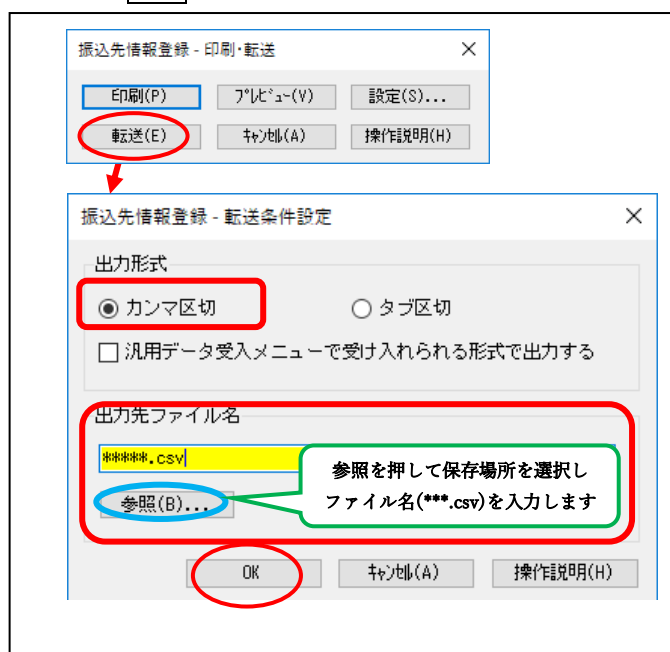 振込先情報登録 - 印刷・転送
印刷(P) ﾌﾟﾚﾋﾞｭｰ(V) 設定(S)...
転送(E) ｷｬﾝｾﾙ(A) 操作説明(H)
振込先情報登録 - 転送条件設定
出力形式
カンマ区切 タブ区切
汎用データ受入メニューで受け入れられる形式で出力する
出力先ファイル名
*****.csv
参照を押して保存場所を選択し
ファイル名(***.csv)を入力します
参照(B)...
OK ｷｬﾝｾﾙ(A) 操作説明(H)